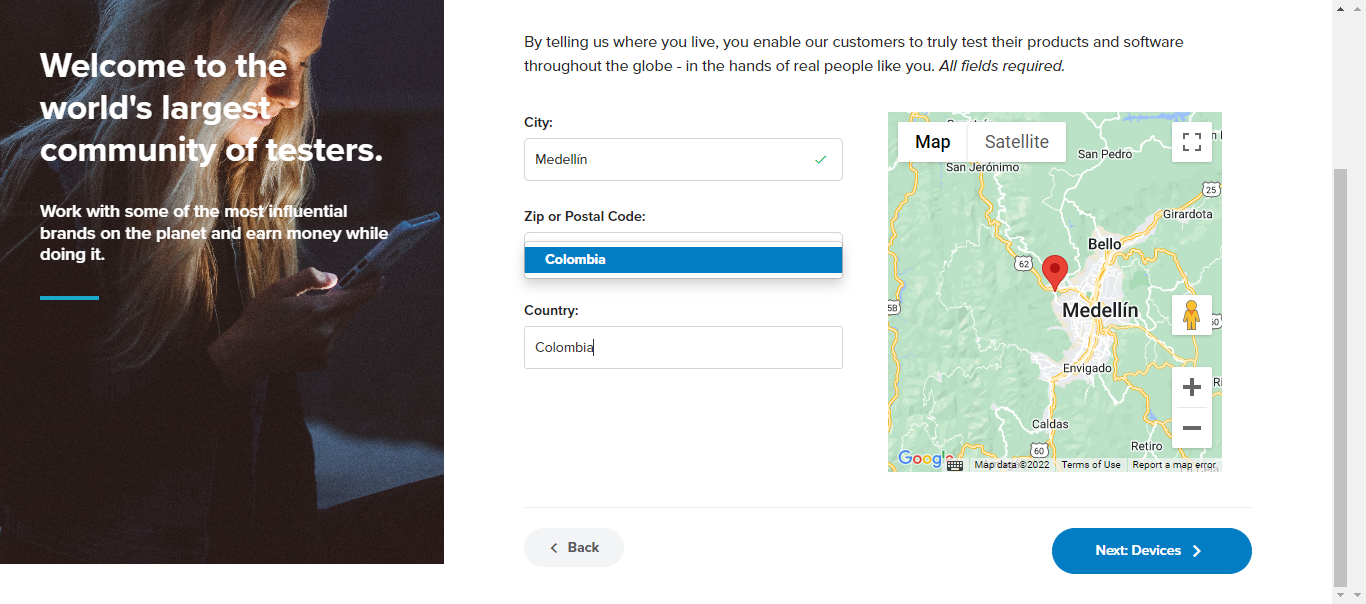 Welcome to the
world's largest
community of testers.
Work with some of the most influential
brands on the planet and earn money while
doing it.
By telling us where you live, you enable our customers to truly test their products and software
throughout the globe - in the hands of real people like you. All fields required.
City:
Medellín
Zip or Postal Code:
Colombia
Country:
Colombia
Map
Satellite
San Pedro
San Jerónimo
25
Girardota
Bello
62
Medellín
Envigado
Caldas
60
Retiro
Google
Map data ©2022
Terms of Use
Report a map error
Back
Next: Devices